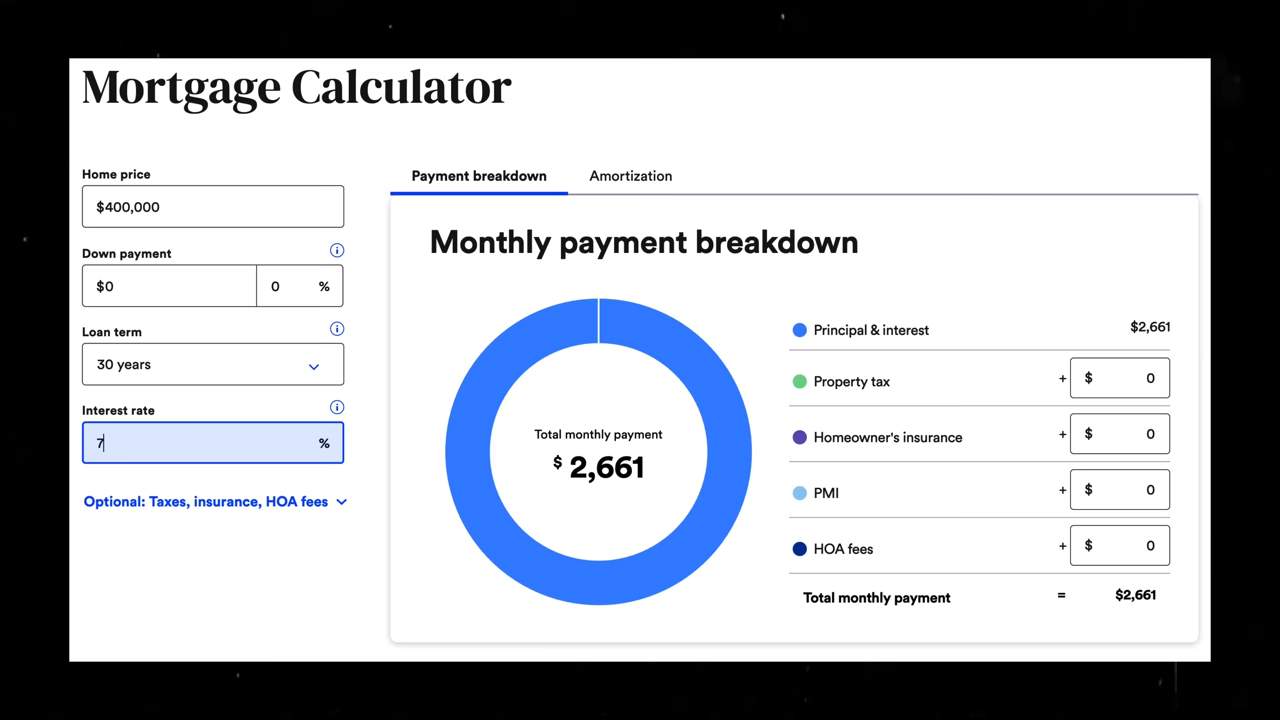 Mortgage Calculator
Home price
$400,000
Down payment
$0 0 %
Loan term
30 years
Interest rate
7 %
Optional: Taxes, insurance, HOA fees
Payment breakdown Amortization
Monthly payment breakdown
Total monthly payment
$ 2,661
Principal & interest $2,661
Property tax + $ 0
Homeowner's insurance + $ 0
PMI + $ 0
HOA fees + $ 0
Total monthly payment = $2,661